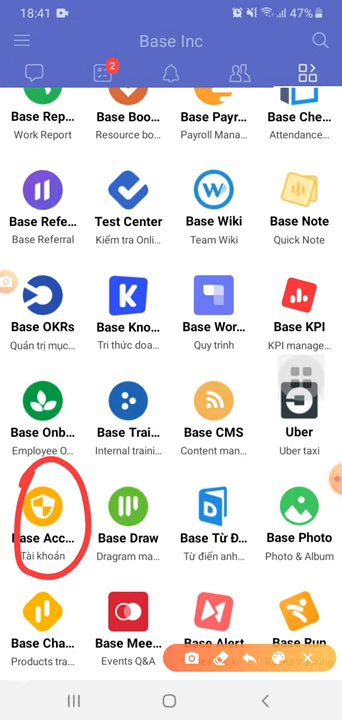 18:41
47%
Base Inc
2
Base Rep... Base Boo... Base Payr... Base Che...
Work Report Resource bo... Payroll Mana... Attendance...
Base Refe... Test Center Base Wiki Base Note
Base Referral Kiểm tra Onli... Team Wiki Quick Note
Base OKRs Base Kno... Base Wor... Base KPI
Quản trị mục... Tri thức doa... Quy trình KPI manage...
Base Onb... Base Trai... Base CMS Uber
Employee O... Internal traini... Content man... Uber taxi
Base Acc... Base Draw Base Từ Đ... Base Photo
Tài khoản Dragram ma... Từ điển anh... Photo & Album
Base Cha... Base Mee... Base Alert Base Run
Products tra... Events Q&A